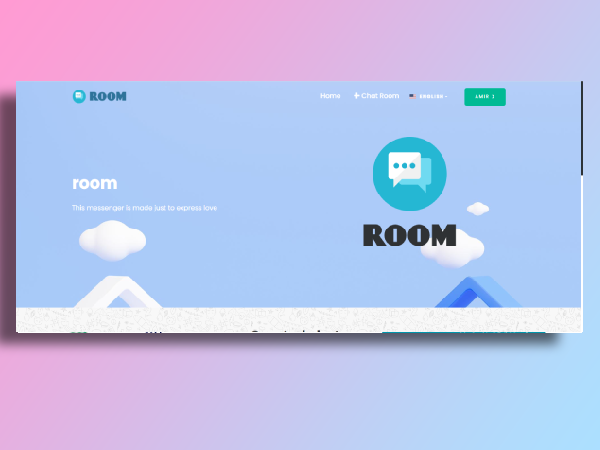 ROOM
Home
Chat Room
ENGLISH
AMIR
room
This messenger is made just to express love
ROOM